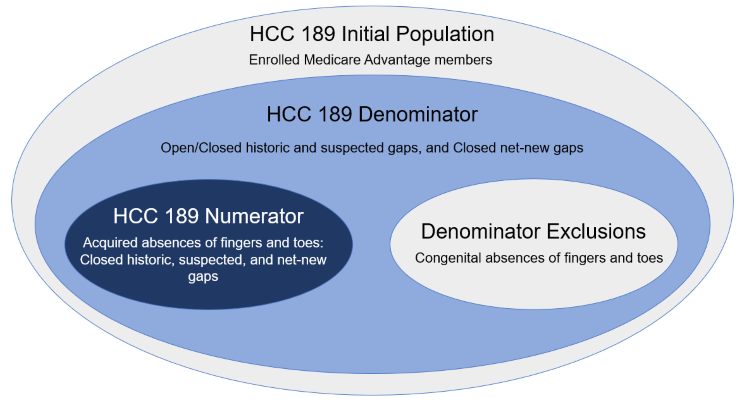 HCC 189 Initial Population
Enrolled Medicare Advantage members
HCC 189 Denominator
Open/Closed historic and suspected gaps, and Closed net-new gaps
HCC 189 Numerator
Acquired absences of fingers and toes:
Closed historic, suspected, and net-new
gaps
Denominator Exclusions
Congenital absences of fingers and toes